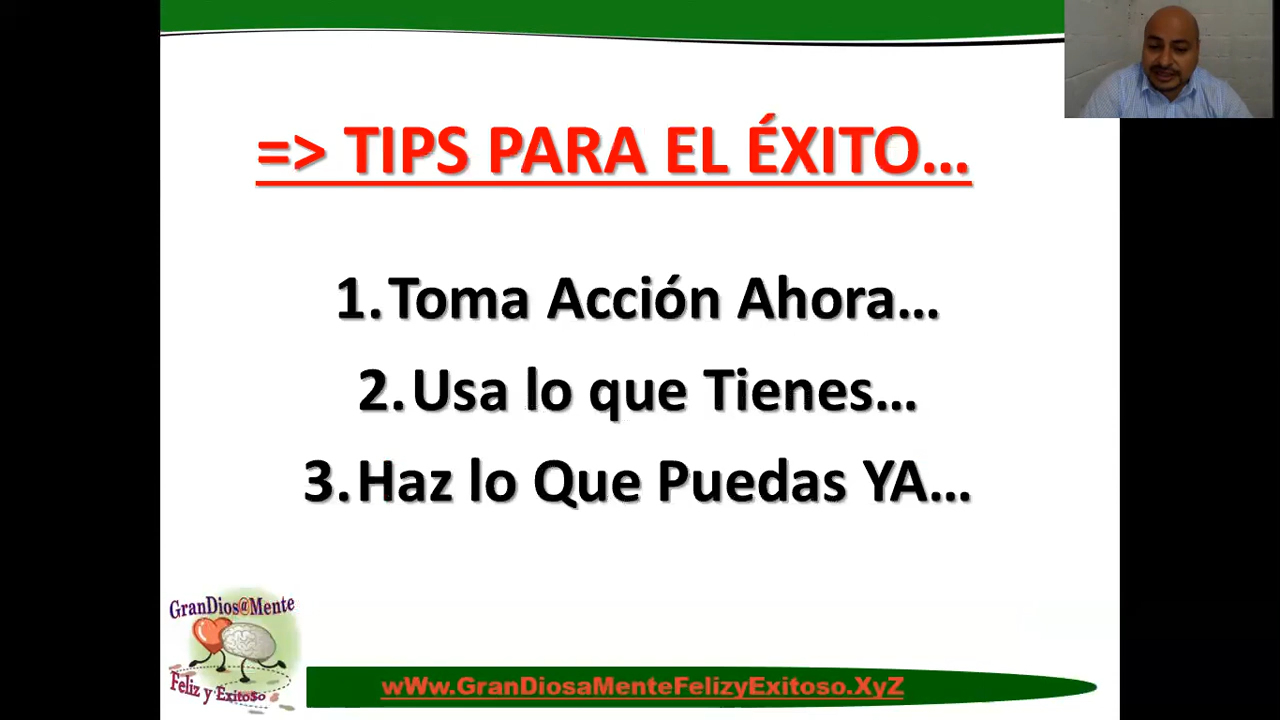 => TIPS PARA EL ÉXITO...
1. Toma Acción Ahora...
2. Usa lo que Tienes...
3. Haz lo Que Puedas YA...
GranDios@Mente
Feliz y Exito$o
wWw.GranDiosaMenteFelizyExitoso.XyZ